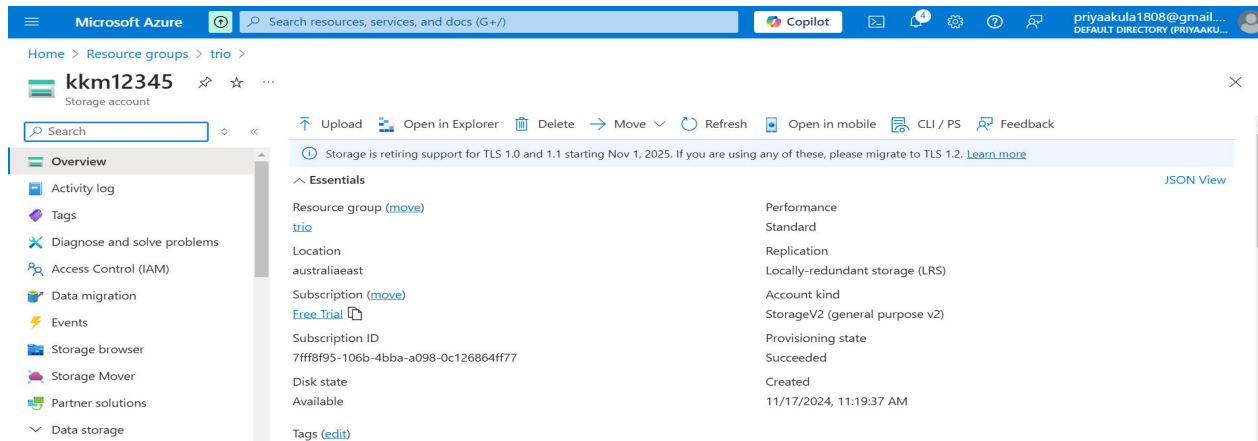 Microsoft Azure
Search resources, services, and docs (G+/)
Copilot
4
priyaakula1808@gmail....
DEFAULT DIRECTORY (PRIYAAKU...
Home > Resource groups > trio >
kkm12345
Storage account
Search
Upload Open in Explorer Delete Move Refresh Open in mobile CLI / PS Feedback
Storage is retiring support for TLS 1.0 and 1.1 starting Nov 1, 2025. If you are using any of these, please migrate to TLS 1.2. Learn more
Overview
Activity log
Tags
Diagnose and solve problems
Access Control (IAM)
Data migration
Events
Storage browser
Storage Mover
Partner solutions
Data storage
Essentials
JSON View
Resource group (move)
trio
Location
australiaeast
Subscription (move)
Free Trial
Subscription ID
7fff8f95-106b-4bba-a098-0c126864ff77
Disk state
Available
Tags (edit)
Performance
Standard
Replication
Locally-redundant storage (LRS)
Account kind
StorageV2 (general purpose v2)
Provisioning state
Succeeded
Created
11/17/2024, 11:19:37 AM